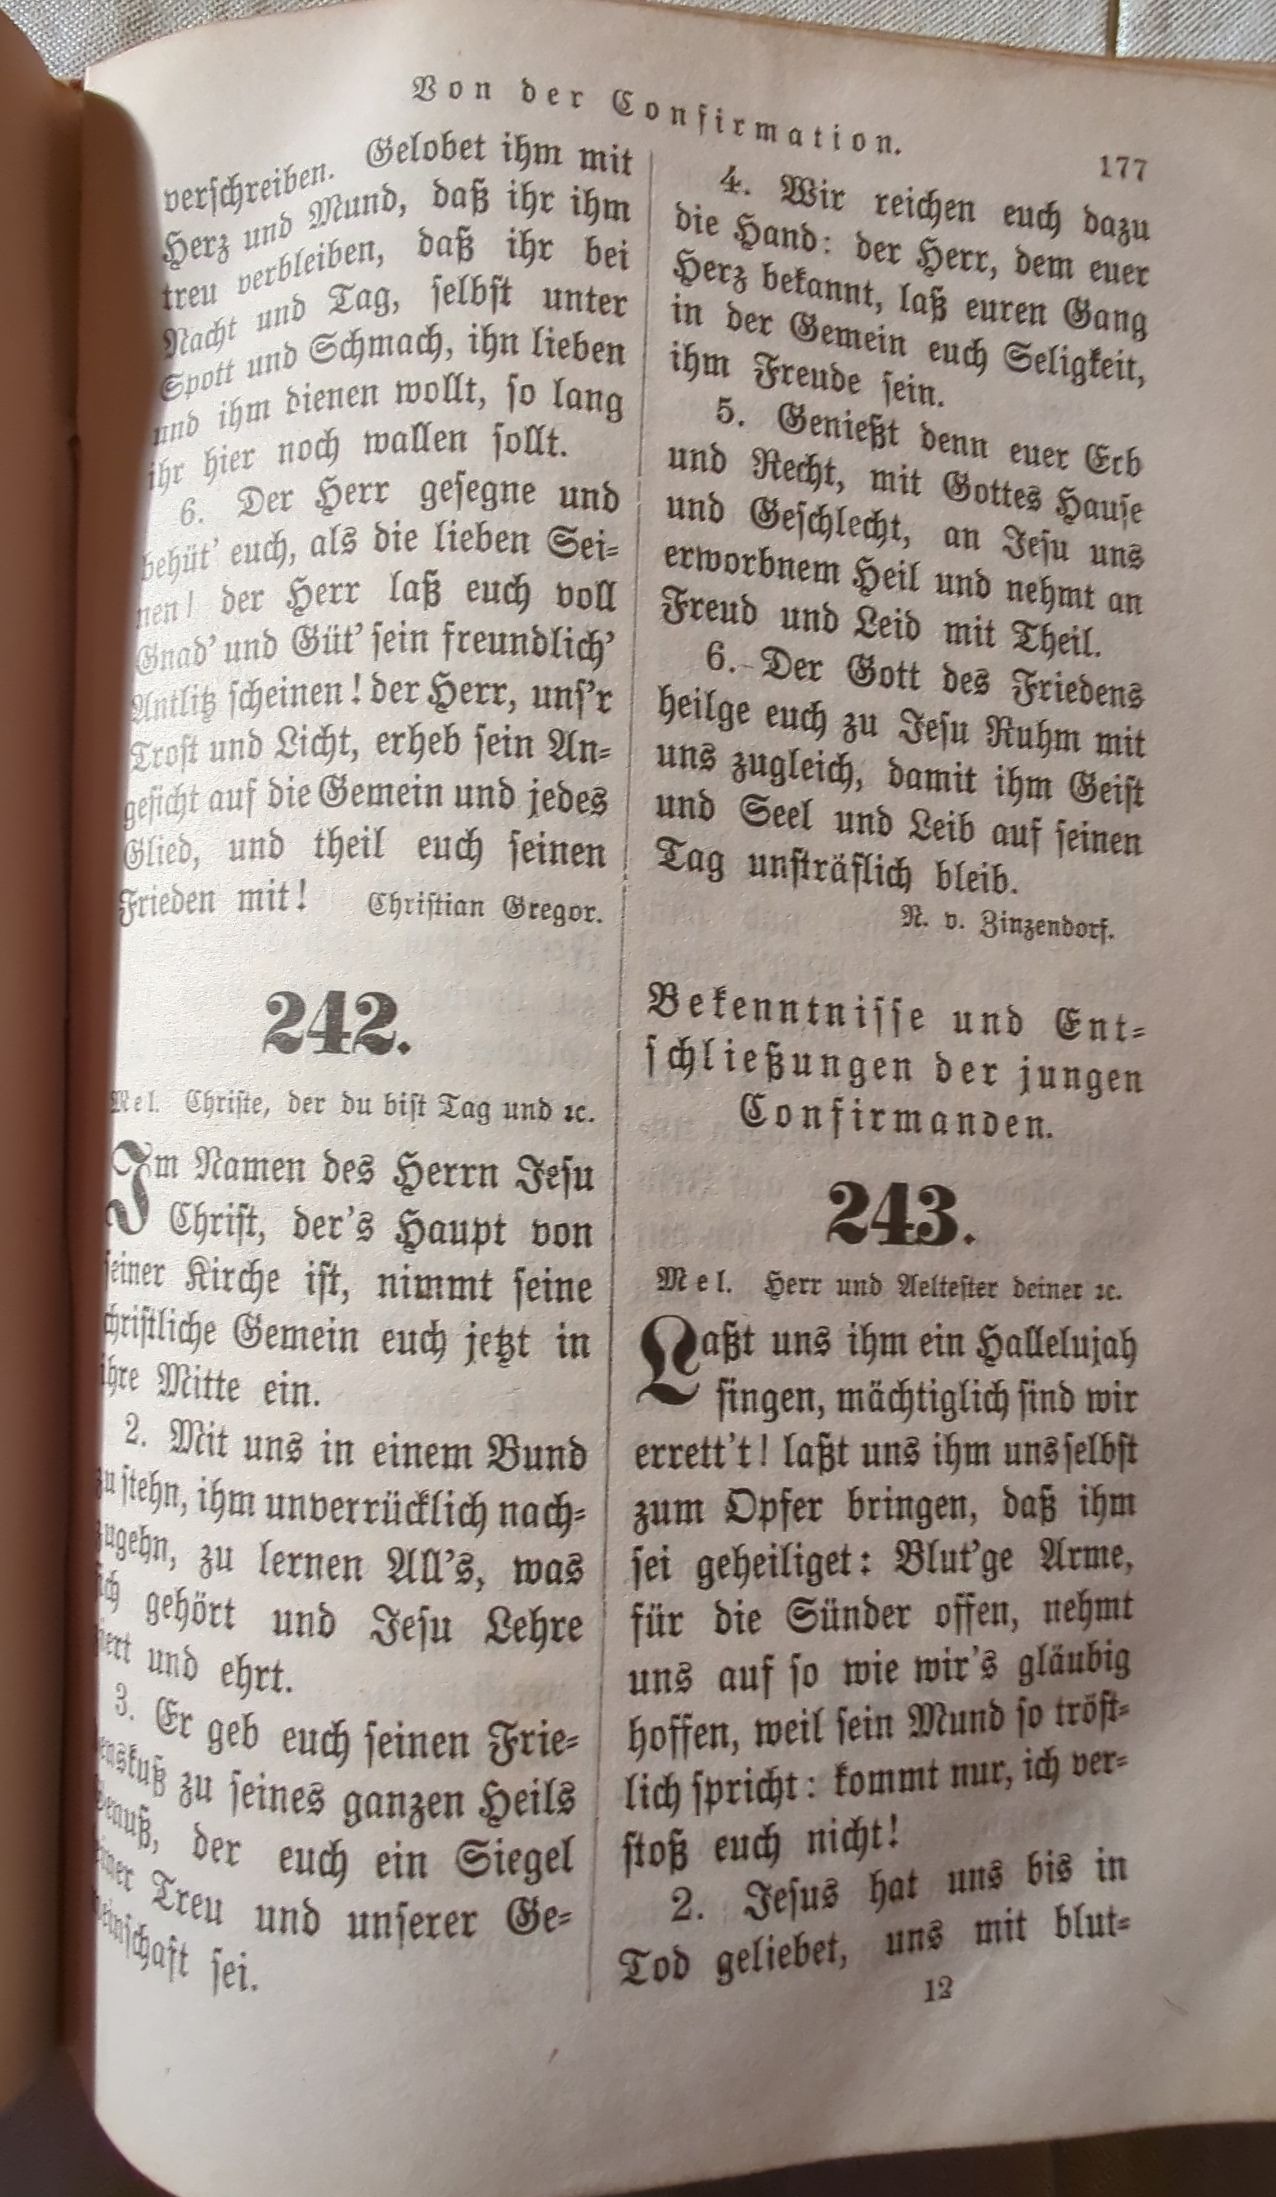 Von der Confirmation.
177
verschreiben. Gelobet ihm mit
Herz und Mund, daß ihr ihm
treu verbleiben, daß ihr bei
Nacht und Tag, selbst unter
Spott und Schmach, ihn lieben
und ihm dienen wollt, so lang
ihr hier noch wallen sollt.
6. Der Herr gesegne und
behüt' euch, als die lieben Sei-
nen! der Herr laß euch voll
Gnad' und Güt' sein freundlich'
Antlitz scheinen! der Herr, uns'r
Trost und Licht, erheb sein An-
gesicht auf die Gemein und jedes
Glied, und theil euch seinen
Frieden mit! Christian Gregor.
242.
Mel. Christe, der du bist Tag und ꝛc.
Im Namen des Herrn Jesu
Christ, der's Haupt von
seiner Kirche ist, nimmt seine
christliche Gemein euch jetzt in
ihre Mitte ein.
2. Mit uns in einem Bund
zu stehn, ihm unverrücklich nach-
zugehn, zu lernen All's, was
gehört und Jesu Lehre
und ehrt.
3. Er geb euch seinen Frie-
zu seines ganzen Heils
der euch ein Siegel
Treu und unserer Ge-
sei.
4. Wir reichen euch dazu
die Hand: der Herr, dem euer
Herz bekannt, laß euren Gang
in der Gemein euch Seligkeit,
ihm Freude sein.
5. Genießt denn euer Erb
und Recht, mit Gottes Hause
und Geschlecht, an Jesu uns
erworbnem Heil und nehmt an
Freud und Leid mit Theil.
6. Der Gott des Friedens
heilge euch zu Jesu Ruhm mit
uns zugleich, damit ihm Geist
und Seel und Leib auf seinen
Tag unsträflich bleib.
N. v. Zinzendorf.
Bekenntnisse und Ent-
schließungen der jungen
Confirmanden.
243.
Mel. Herr und Aeltester deiner ꝛc.
Laßt uns ihm ein Hallelujah
singen, mächtiglich sind wir
errett't! laßt uns ihm uns selbst
zum Opfer bringen, daß ihm
sei geheiliget: Blut'ge Arme,
für die Sünder offen, nehmt
uns auf so wie wir's gläubig
hoffen, weil sein Mund so tröst-
lich spricht: kommt nur, ich ver-
stoß euch nicht!
2. Jesus hat uns bis in
Tod geliebet, uns mit blut-
12